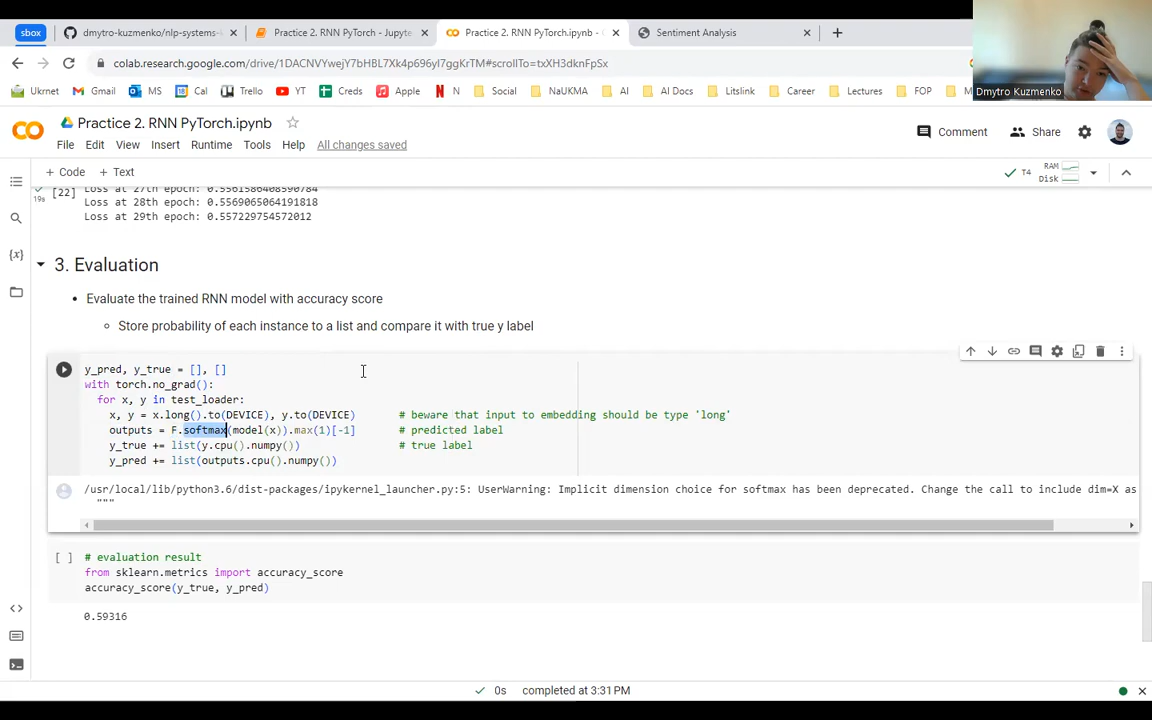 sbox
dmytro-kuzmenko/nlp-systems-
Practice 2. RNN PyTorch - Jupyte
Practice 2. RNN PyTorch.ipynb -
Sentiment Analysis
colab.research.google.com/drive/1DACNVYwejY7bHBL7Xk4p696yI7ggKrTM#scrollTo=txXH3dknFpSx
Ukrnet
Gmail
MS
Cal
Trello
YT
Creds
Apple
N
Social
NaUKMA
AI
AI Docs
Litslink
Career
Lectures
FOP
Dmytro Kuzmenko
Practice 2. RNN PyTorch.ipynb
File Edit View Insert Runtime Tools Help All changes saved
Comment
Share
+ Code + Text
T4
RAM
Disk
[22]
19s
Loss at 27th epoch: 0.5561586408590784
Loss at 28th epoch: 0.5569065064191818
Loss at 29th epoch: 0.557229754572012
3. Evaluation
• Evaluate the trained RNN model with accuracy score
◦ Store probability of each instance to a list and compare it with true y label
y_pred, y_true = [], []
with torch.no_grad():
for x, y in test_loader:
x, y = x.long().to(DEVICE), y.to(DEVICE) # beware that input to embedding should be type 'long'
outputs = F.softmax(model(x)).max(1)[-1] # predicted label
y_true += list(y.cpu().numpy()) # true label
y_pred += list(outputs.cpu().numpy())
/usr/local/lib/python3.6/dist-packages/ipykernel_launcher.py:5: UserWarning: Implicit dimension choice for softmax has been deprecated. Change the call to include dim=X as
"""
[ ] # evaluation result
from sklearn.metrics import accuracy_score
accuracy_score(y_true, y_pred)
0.59316
0s completed at 3:31 PM